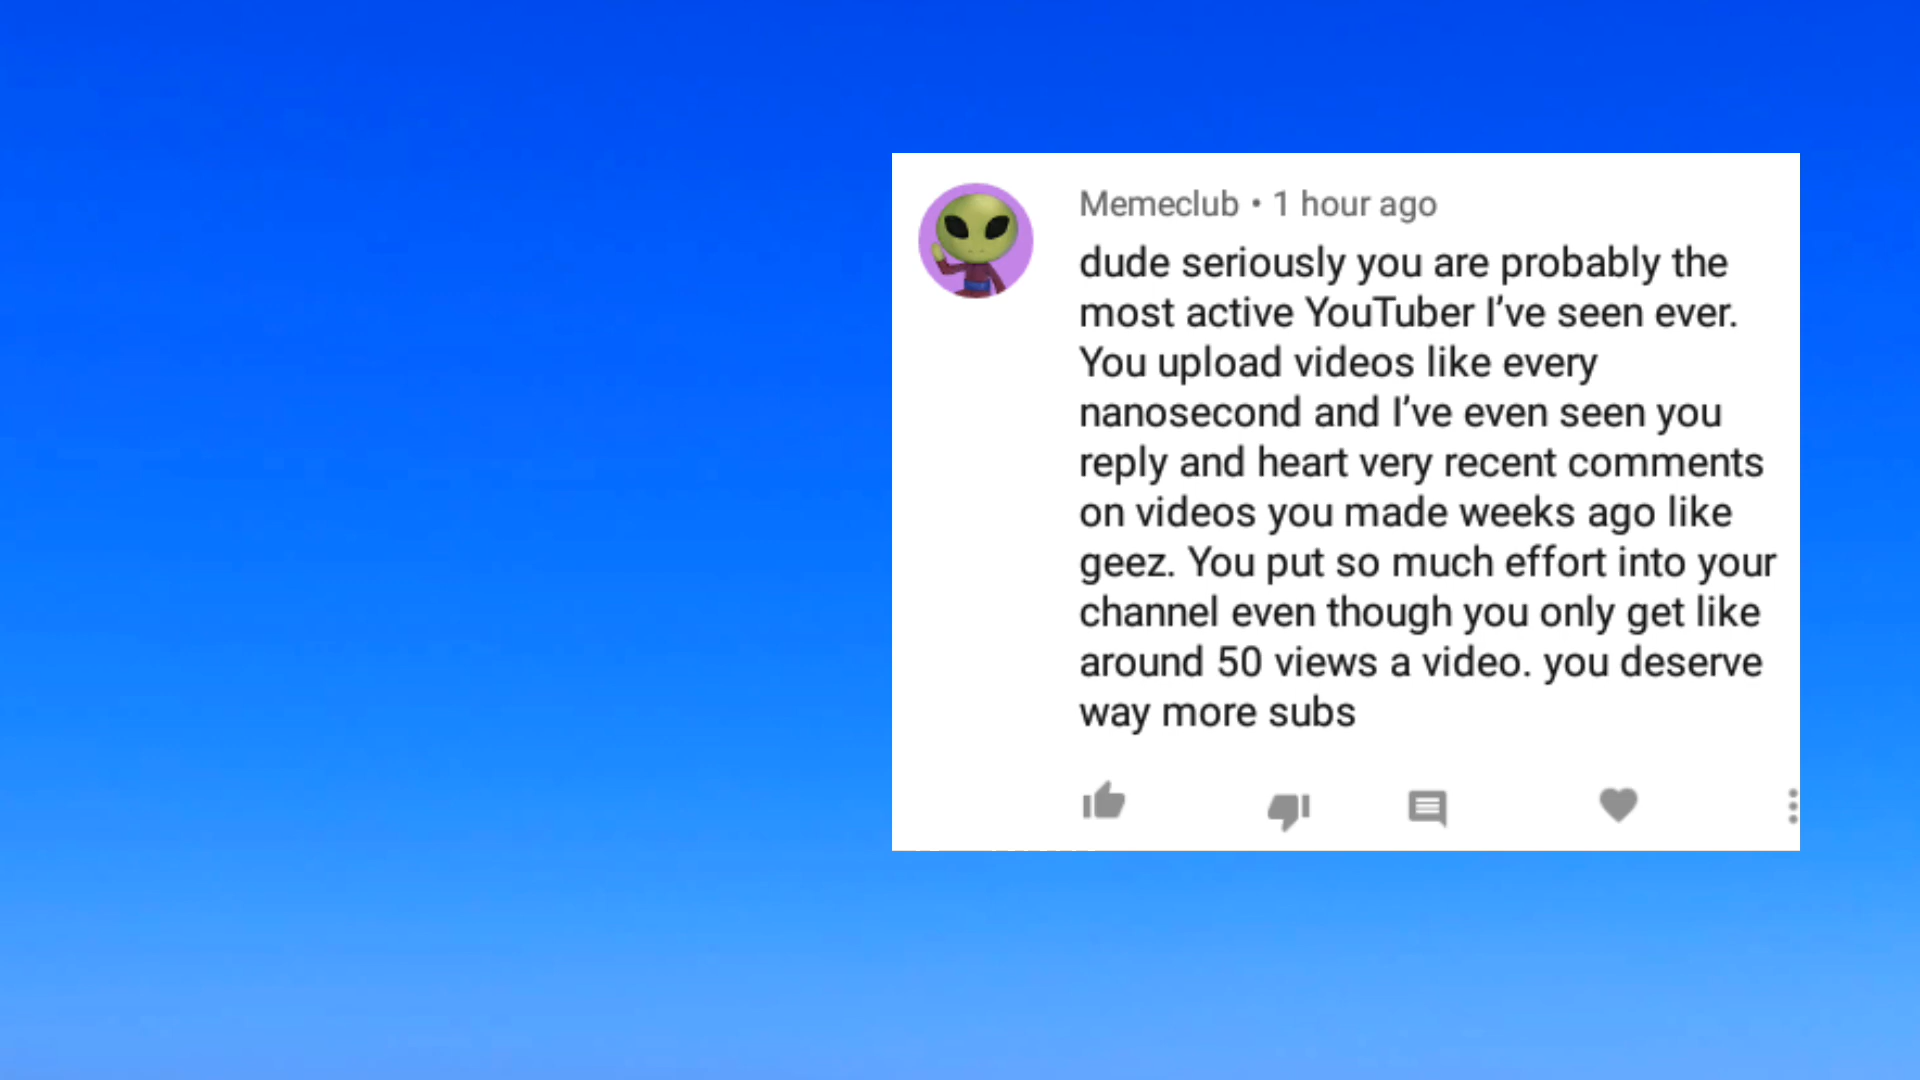 Memeclub • 1 hour ago
dude seriously you are probably the
most active YouTuber I've seen ever.
You upload videos like every
nanosecond and I've even seen you
reply and heart very recent comments
on videos you made weeks ago like
geez. You put so much effort into your
channel even though you only get like
around 50 views a video. you deserve
way more subs